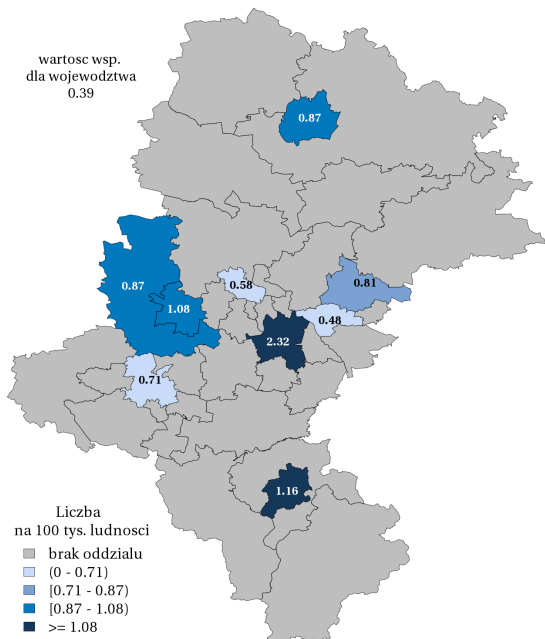 wartosc wsp.
dla wojewodztwa
0.39
0.87
0.87
0.58
0.81
1.08
0.48
2.32
0.71
1.16
Liczba
na 100 tys. ludnosci
brak oddzialu
(0 - 0.71)
[0.71 - 0.87)
[0.87 - 1.08)
>= 1.08